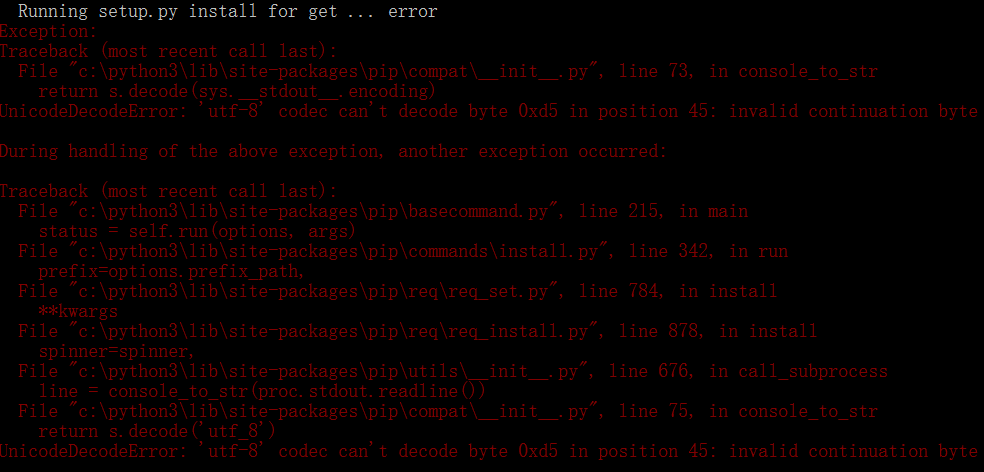 Running setup.py install for get ... error
Exception:
Traceback (most recent call last):
File "c:\python3\lib\site-packages\pip\compat\__init__.py", line 73, in console_to_str
return s.decode(sys.__stdout__.encoding)
UnicodeDecodeError: 'utf-8' codec can't decode byte 0xd5 in position 45: invalid continuation byte
During handling of the above exception, another exception occurred:
Traceback (most recent call last):
File "c:\python3\lib\site-packages\pip\basecommand.py", line 215, in main
status = self.run(options, args)
File "c:\python3\lib\site-packages\pip\commands\install.py", line 342, in run
prefix=options.prefix_path,
File "c:\python3\lib\site-packages\pip\req\req_set.py", line 784, in install
**kwargs
File "c:\python3\lib\site-packages\pip\req\req_install.py", line 878, in install
spinner=spinner,
File "c:\python3\lib\site-packages\pip\utils\__init__.py", line 676, in call_subprocess
line = console_to_str(proc.stdout.readline())
File "c:\python3\lib\site-packages\pip\compat\__init__.py", line 75, in console_to_str
return s.decode('utf_8')
UnicodeDecodeError: 'utf-8' codec can't decode byte 0xd5 in position 45: invalid continuation byte